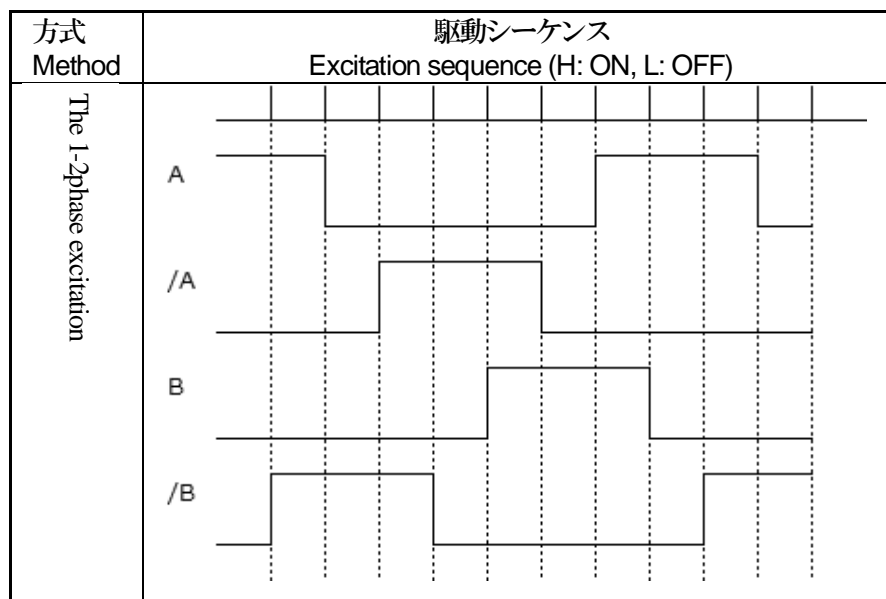 方式
Method
駆動シーケンス
Excitation sequence (H: ON, L: OFF)
The 1-2phase excitation
A
/A
B
/B